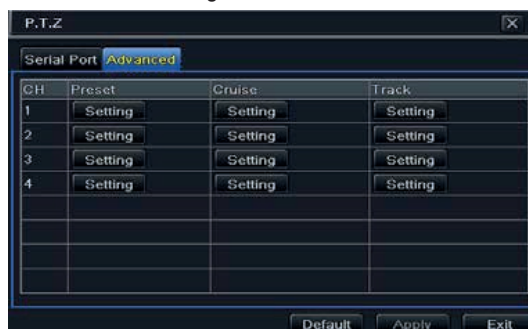 P.T.Z
Serial Port Advanced
CH Preset Cruise Track
1 Setting Setting Setting
2 Setting Setting Setting
3 Setting Setting Setting
4 Setting Setting Setting
Default Apply Exit